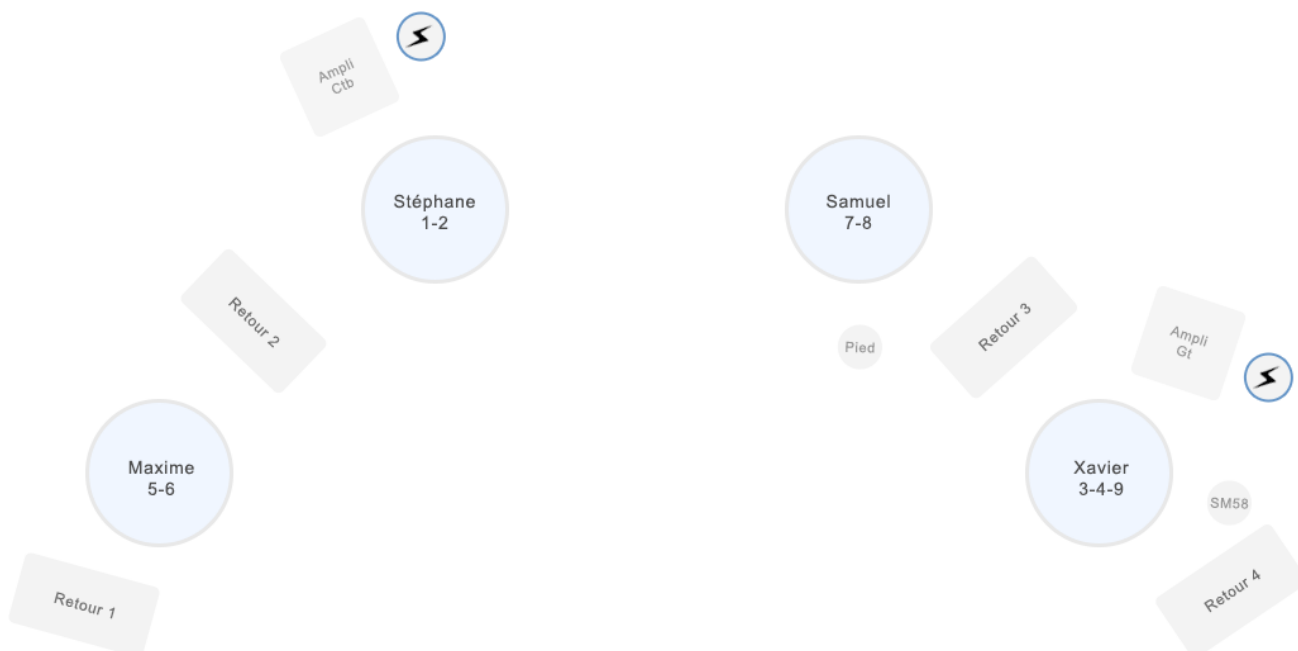 Ampli
Ctb
Stéphane
1-2
Samuel
7-8
Retour 2
Retour 3
Pied
Ampli
Gt
Maxime
5-6
Xavier
3-4-9
SM58
Retour 1
Retour 4